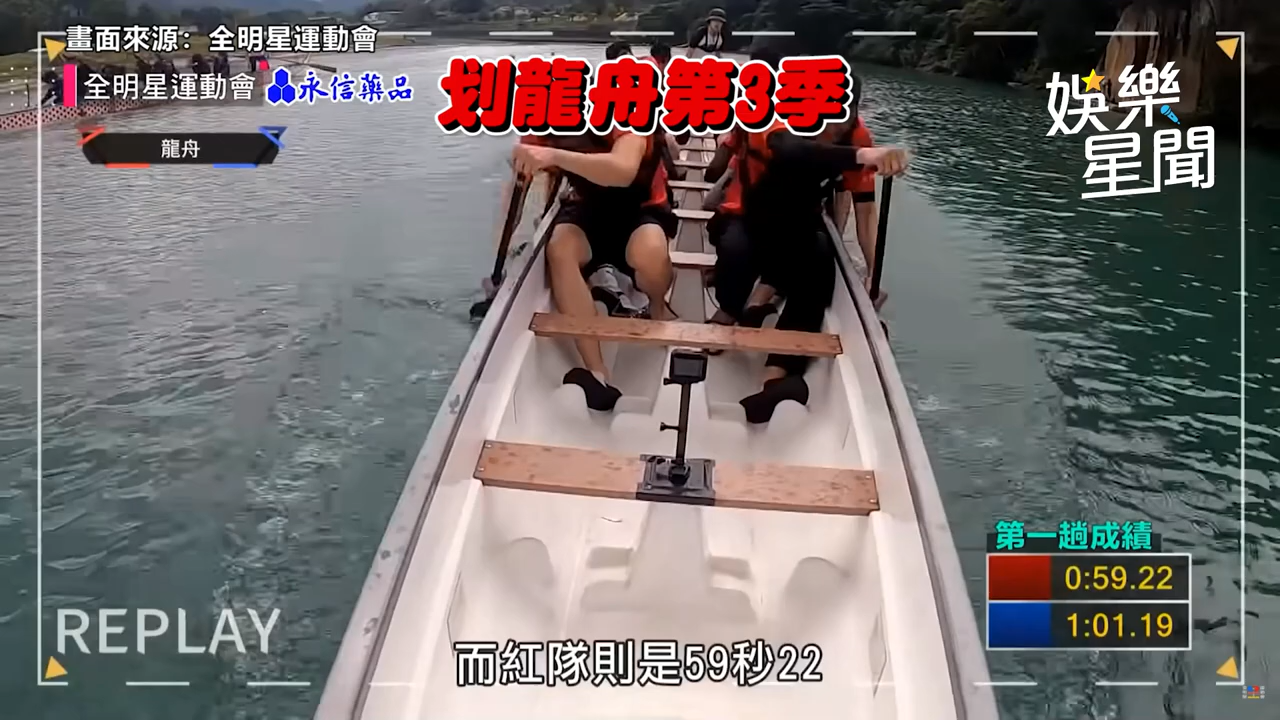 畫面來源：全明星運動會
全明星運動會 永信藥品
划龍舟第3季
娛樂
星聞
龍舟
第一趟成績
0:59.22
1:01.19
REPLAY
而紅隊則是59秒22